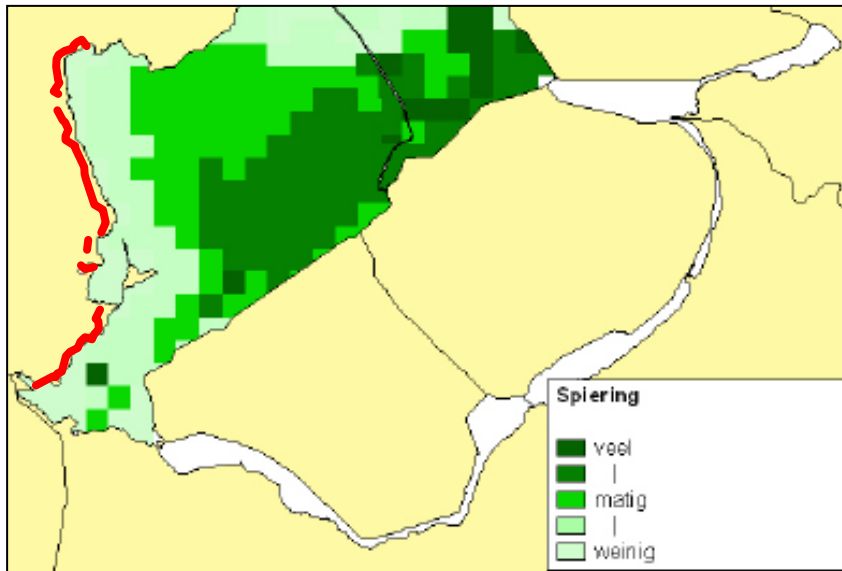 Spiering
veel
|
matig
|
weinig